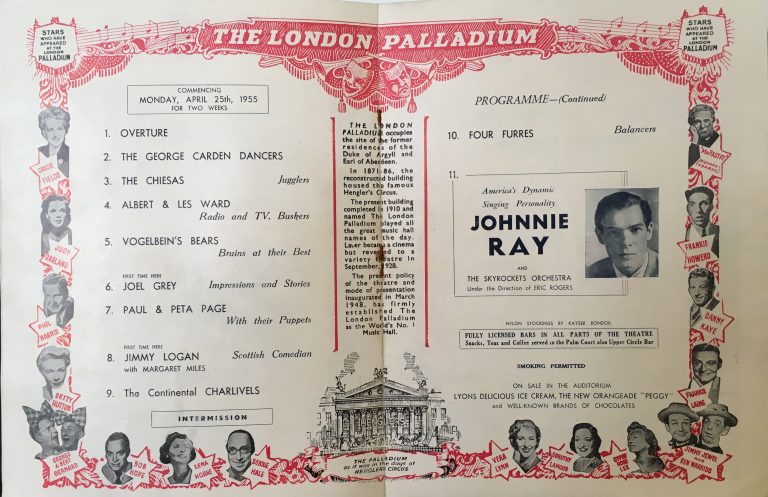 THE LONDON PALLADIUM
STARS
WHO HAVE
APPEARED
AT THE
LONDON
PALLADIUM
STARS
WHO HAVE
APPEARED
AT THE
LONDON
PALLADIUM
COMMENCING
MONDAY, APRIL 25th, 1955
FOR TWO WEEKS
1. OVERTURE
2. THE GEORGE CARDEN DANCERS
3. THE CHIESAS Jugglers
4. ALBERT & LES WARD
Radio and T.V. Buskers
5. VOGELBEIN'S BEARS
Bruins at their Best
FIRST TIME HERE
6. JOEL GREY Impressions and Stories
7. PAUL & PETA PAGE
With their Puppets
FIRST TIME HERE
8. JIMMY LOGAN Scottish Comedian
with MARGARET MILES
9. The Continental CHARLIVELS
INTERMISSION
THE LONDON
PALLADIUM occupies
the site of the former
residences of the
Duke of Argyll and
Earl of Aberdeen.
In 1871-86, the
reconstructed building
housed the famous
Hengler's Circus.
The present building
completed in 1910 and
named The London
Palladium played all
the great music hall
names of the day.
Later became a cinema
but reverted to a
variety theatre in
September, 1928.
The present policy
of the theatre and
mode of presentation
inaugurated in March
1948, has firmly
established The
London Palladium
as the World's No. 1
Music Hall.
THE PALLADIUM
as it was in the days of
HENGLER'S CIRCUS
PROGRAMME—(Continued)
10. FOUR FURRES Balancers
11.
America's Dynamic
Singing Personality
JOHNNIE
RAY
AND
THE SKYROCKETS ORCHESTRA
Under the Direction of ERIC ROGERS
NYLON STOCKINGS BY KAYSER BONDOR
FULLY LICENSED BARS IN ALL PARTS OF THE THEATRE
Snacks, Teas and Coffee served in the Palm Court also Upper Circle Bar
SMOKING PERMITTED
ON SALE IN THE AUDITORIUM
LYONS DELICIOUS ICE CREAM, THE NEW ORANGEADE "PEGGY"
and WELL-KNOWN BRANDS OF CHOCOLATES
GRACIE
FIELDS
JUDY
GARLAND
PHIL
HARRIS
BETTY
HUTTON
GEORGE
& BERT
BERNARD
BOB
HOPE
LENA
HORNE
BINNIE
HALE
VERA
LYNN
DOROTHY
LAMOUR
LEE
JIMMY JEWEL
BEN WARRISS
FRANKIE
LAINE
DANNY
KAYE
FRANKIE
HOWERD
HEARNE